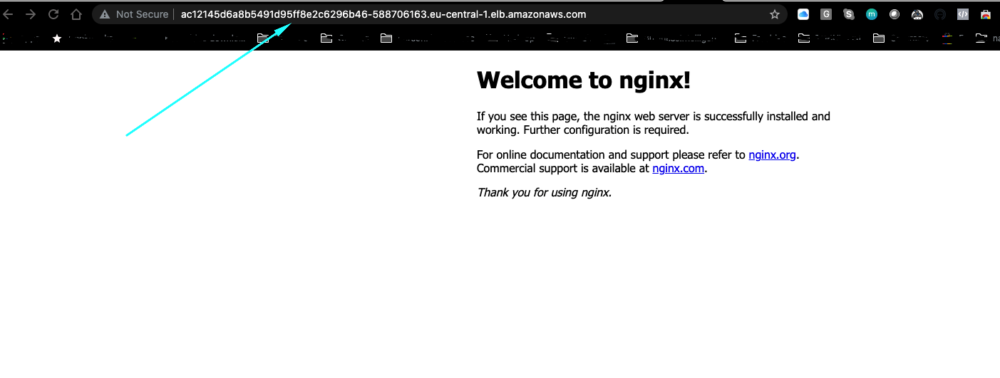 Not Secure
ac12145d6a8b5491d95ff8e2c6296b46-588706163.eu-central-1.elb.amazonaws.com
G
S
m
</>
na
Welcome to nginx!
If you see this page, the nginx web server is successfully installed and
working. Further configuration is required.
For online documentation and support please refer to nginx.org.
Commercial support is available at nginx.com.
Thank you for using nginx.